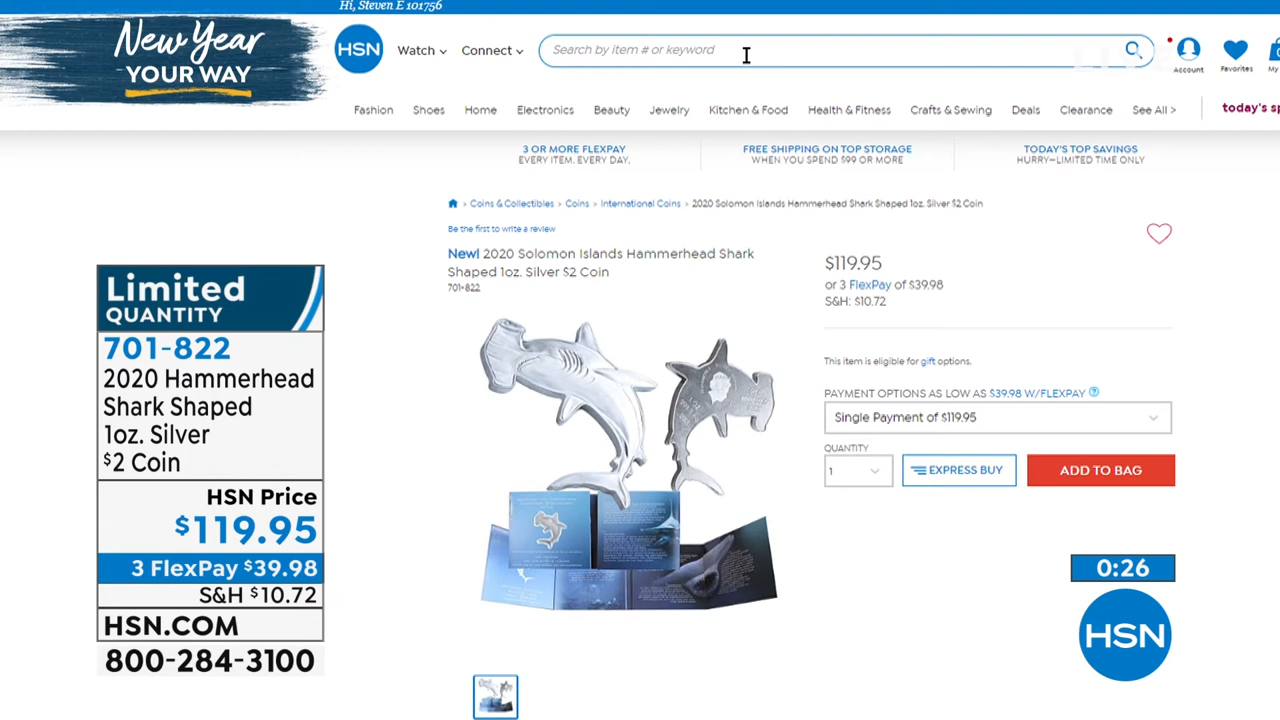 Hi, Steven E 101756
New Year
YOUR WAY
HSN
Watch
Connect
Search by item # or keyword
Account
Favorites
My
Fashion
Shoes
Home
Electronics
Beauty
Jewelry
Kitchen & Food
Health & Fitness
Crafts & Sewing
Deals
Clearance
See All >
today's sp
3 OR MORE FLEXPAY
EVERY ITEM. EVERY DAY.
FREE SHIPPING ON TOP STORAGE
WHEN YOU SPEND $99 OR MORE
TODAY'S TOP SAVINGS
HURRY—LIMITED TIME ONLY
> Coins & Collectibles > Coins > International Coins > 2020 Solomon Islands Hammerhead Shark Shaped 1oz. Silver $2 Coin
Be the first to write a review
New! 2020 Solomon Islands Hammerhead Shark
Shaped 1oz. Silver $2 Coin
701-822
$119.95
or 3 FlexPay of $39.98
S&H: $10.72
This item is eligible for gift options.
PAYMENT OPTIONS AS LOW AS $39.98 W/FLEXPAY ?
Single Payment of $119.95
QUANTITY
1
EXPRESS BUY
ADD TO BAG
Limited
QUANTITY
701-822
2020 Hammerhead
Shark Shaped
1oz. Silver
$2 Coin
HSN Price
$119.95
3 FlexPay $39.98
S&H $10.72
HSN.COM
800-284-3100
0:26
HSN